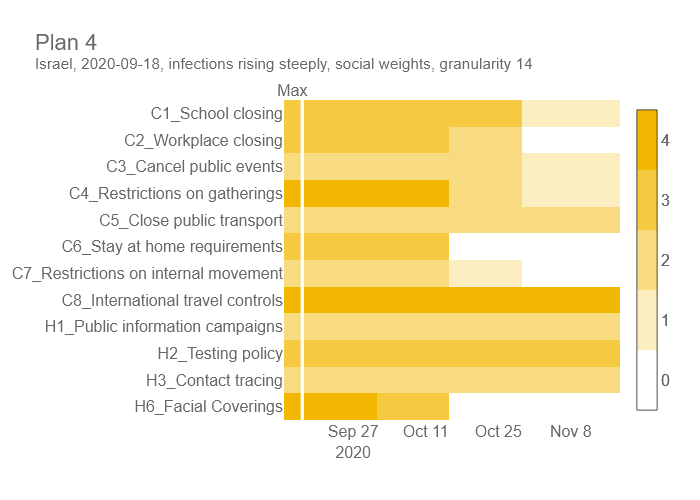 Plan 4
Israel, 2020-09-18, infections rising steeply, social weights, granularity 14
Max
C1_School closing
C2_Workplace closing
C3_Cancel public events
C4_Restrictions on gatherings
C5_Close public transport
C6_Stay at home requirements
C7_Restrictions on internal movement
C8_International travel controls
H1_Public information campaigns
H2_Testing policy
H3_Contact tracing
H6_Facial Coverings
4
3
2
1
0
Sep 27 Oct 11 Oct 25 Nov 8
2020